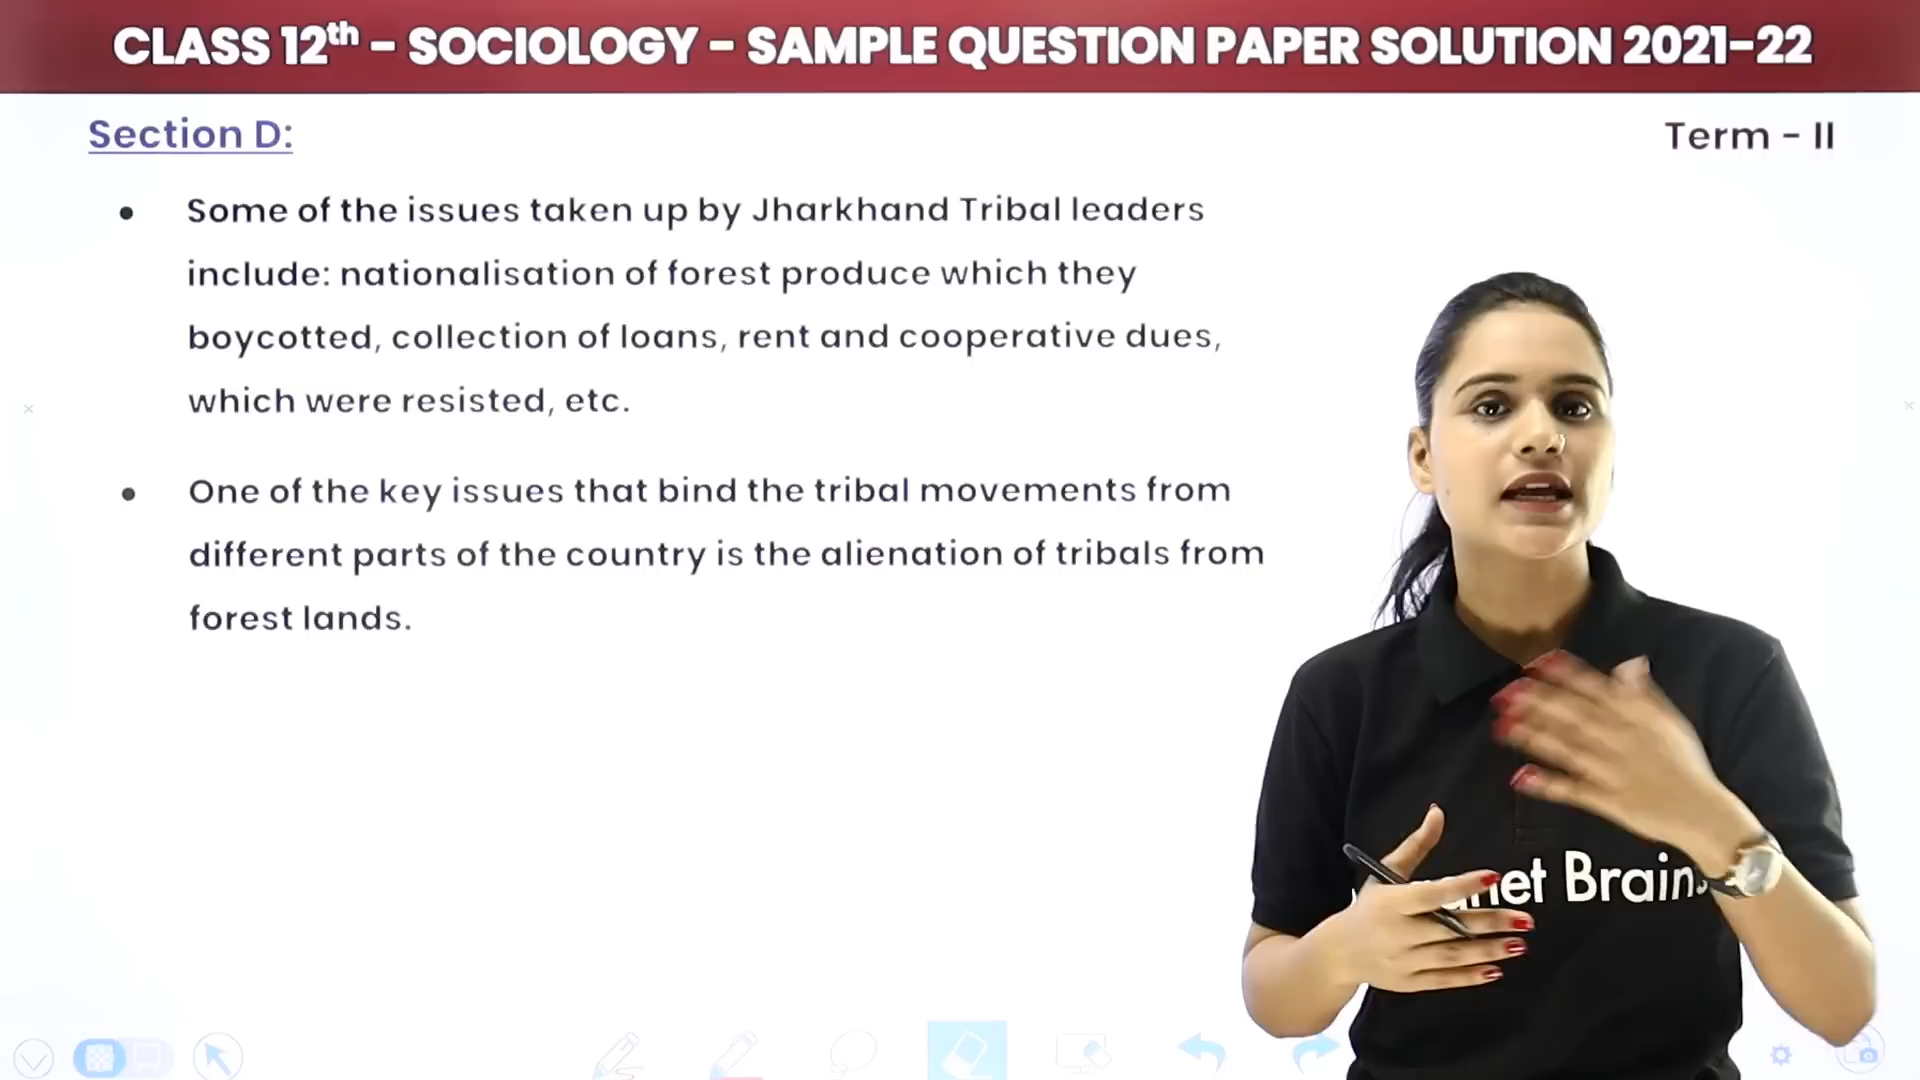 CLASS 12th - SOCIOLOGY - SAMPLE QUESTION PAPER SOLUTION 2021-22
Section D:
Term - II
• Some of the issues taken up by Jharkhand Tribal leaders
include: nationalisation of forest produce which they
boycotted, collection of loans, rent and cooperative dues,
which were resisted, etc.
• One of the key issues that bind the tribal movements from
different parts of the country is the alienation of tribals from
forest lands.
Brains